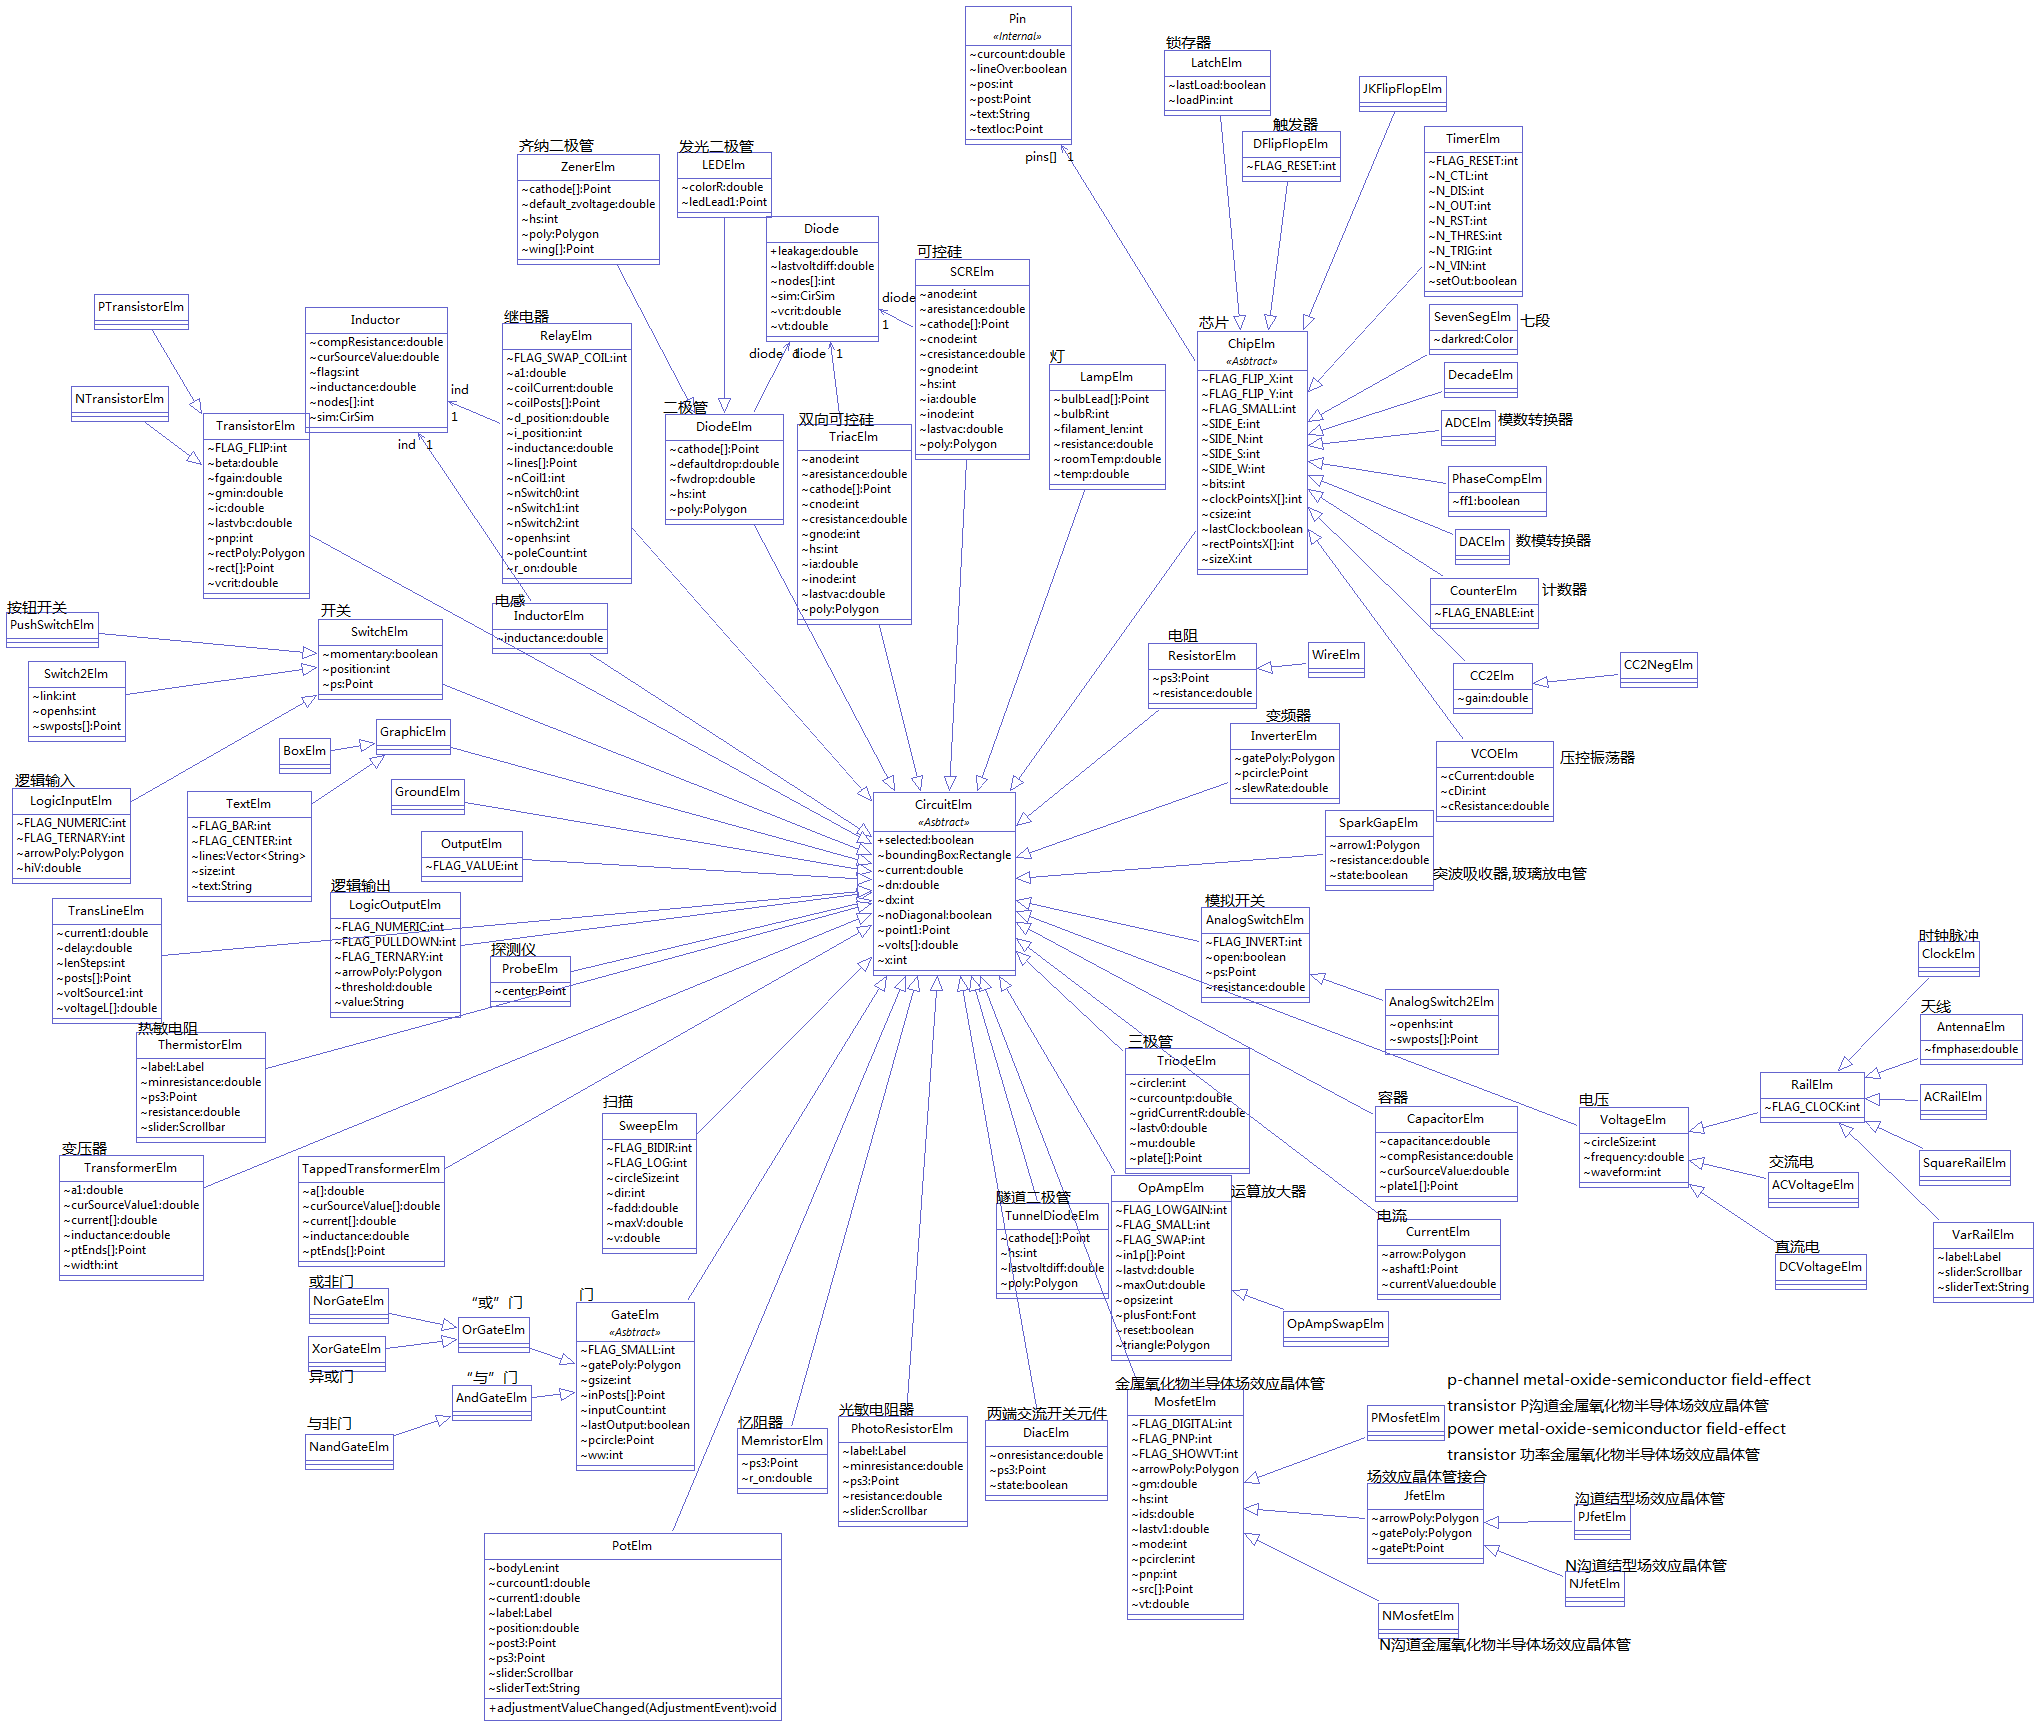 Pin
«Internal»
~curcount:double
~lineOver:boolean
~pos:int
~post:Point
~text:String
~textloc:Point
pins[]
1
锁存器
LatchElm
~lastLoad:boolean
~loadPin:int
JKFlipFlopElm
触发器
DFlipFlopElm
~FLAG_RESET:int
TimerElm
~FLAG_RESET:int
~N_CTL:int
~N_DIS:int
~N_OUT:int
~N_RST:int
~N_THRES:int
~N_TRIG:int
~N_VIN:int
~setOut:boolean
齐纳二极管
ZenerElm
~cathode[]:Point
~default_zvoltage:double
~hs:int
~poly:Polygon
~wing[]:Point
发光二极管
LEDElm
~colorR:double
~ledLead1:Point
Diode
+leakage:double
~lastvoltdiff:double
~nodes[]:int
~sim:CirSim
~vcrit:double
~vt:double
diode
1
diode
1
diode
1
可控硅
SCRElm
~anode:int
~aresistance:double
~cathode[]:Point
~cnode:int
~cresistance:double
~gnode:int
~hs:int
~ia:double
~inode:int
~lastvac:double
~poly:Polygon
PTransistorElm
NTransistorElm
Inductor
~compResistance:double
~curSourceValue:double
~flags:int
~inductance:double
~nodes[]:int
~sim:CirSim
ind
1
ind
1
继电器
RelayElm
~FLAG_SWAP_COIL:int
~a1:double
~coilCurrent:double
~coilPosts[]:Point
~d_position:double
~i_position:int
~inductance:double
~lines[]:Point
~nCoil1:int
~nSwitch0:int
~nSwitch1:int
~nSwitch2:int
~openhs:int
~poleCount:int
~r_on:double
TransistorElm
~FLAG_FLIP:int
~beta:double
~fgain:double
~gmin:double
~ic:double
~lastvbc:double
~pnp:int
~rectPoly:Polygon
~rect[]:Point
~vcrit:double
二极管
DiodeElm
~cathode[]:Point
~defaultdrop:double
~fwdrop:double
~hs:int
~poly:Polygon
双向可控硅
TriacElm
~anode:int
~aresistance:double
~cathode[]:Point
~cnode:int
~cresistance:double
~gnode:int
~hs:int
~ia:double
~inode:int
~lastvac:double
~poly:Polygon
灯
LampElm
~bulbLead[]:Point
~bulbR:int
~filament_len:int
~resistance:double
~roomTemp:double
~temp:double
芯片
ChipElm
«Asbtract»
~FLAG_FLIP_X:int
~FLAG_FLIP_Y:int
~FLAG_SMALL:int
~SIDE_E:int
~SIDE_N:int
~SIDE_S:int
~SIDE_W:int
~bits:int
~clockPointsX[]:int
~csize:int
~lastClock:boolean
~rectPointsX[]:int
~sizeX:int
SevenSegElm
~darkred:Color
七段
DecadeElm
ADCElm
模数转换器
PhaseCompElm
~ff1:boolean
DACElm
数模转换器
CounterElm
~FLAG_ENABLE:int
计数器
CC2Elm
~gain:double
CC2NegElm
VCOElm
~cCurrent:double
~cDir:int
~cResistance:double
压控振荡器
电感
InductorElm
~inductance:double
按钮开关
PushSwitchElm
开关
SwitchElm
~momentary:boolean
~position:int
~ps:Point
Switch2Elm
~link:int
~openhs:int
~swposts[]:Point
BoxElm
GraphicElm
逻辑输入
LogicInputElm
~FLAG_NUMERIC:int
~FLAG_TERNARY:int
~arrowPoly:Polygon
~hiV:double
TextElm
~FLAG_BAR:int
~FLAG_CENTER:int
~lines:Vector<String>
~size:int
~text:String
GroundElm
OutputElm
~FLAG_VALUE:int
电阻
ResistorElm
~ps3:Point
~resistance:double
WireElm
变频器
InverterElm
~gatePoly:Polygon
~pcircle:Point
~slewRate:double
CircuitElm
«Asbtract»
+selected:boolean
~boundingBox:Rectangle
~current:double
~dn:double
~dx:int
~noDiagonal:boolean
~point1:Point
~volts[]:double
~x:int
SparkGapElm
~arrow1:Polygon
~resistance:double
~state:boolean
突波吸收器,玻璃放电管
TransLineElm
~current1:double
~delay:double
~lenSteps:int
~posts[]:Point
~voltSource1:int
~voltageL[]:double
逻辑输出
LogicOutputElm
~FLAG_NUMERIC:int
~FLAG_PULLDOWN:int
~FLAG_TERNARY:int
~arrowPoly:Polygon
~threshold:double
~value:String
探测仪
ProbeElm
~center:Point
模拟开关
AnalogSwitchElm
~FLAG_INVERT:int
~open:boolean
~ps:Point
~resistance:double
AnalogSwitch2Elm
~openhs:int
~swposts[]:Point
时钟脉冲
ClockElm
天线
AntennaElm
~fmphase:double
热敏电阻
ThermistorElm
~label:Label
~minresistance:double
~ps3:Point
~resistance:double
~slider:Scrollbar
变压器
TransformerElm
~a1:double
~curSourceValue1:double
~current[]:double
~inductance:double
~ptEnds[]:Point
~width:int
TappedTransformerElm
~a[]:double
~curSourceValue[]:double
~current[]:double
~inductance:double
~ptEnds[]:Point
扫描
SweepElm
~FLAG_BIDIR:int
~FLAG_LOG:int
~circleSize:int
~dir:int
~fadd:double
~maxV:double
~v:double
三极管
TriodeElm
~circler:int
~curcountp:double
~gridCurrentR:double
~lastv0:double
~mu:double
~plate[]:Point
容器
CapacitorElm
~capacitance:double
~compResistance:double
~curSourceValue:double
~plate1[]:Point
电压
VoltageElm
~circleSize:int
~frequency:double
~waveform:int
RailElm
~FLAG_CLOCK:int
ACRailElm
SquareRailElm
交流电
ACVoltageElm
直流电
DCVoltageElm
VarRailElm
~label:Label
~slider:Scrollbar
~sliderText:String
隧道二极管
TunnelDiodeElm
~cathode[]:Point
~hs:int
~lastvoltdiff:double
~poly:Polygon
OpAmpElm
~FLAG_LOWGAIN:int
~FLAG_SMALL:int
~FLAG_SWAP:int
~in1p[]:Point
~lastvd:double
~maxOut:double
~opsize:int
~plusFont:Font
~reset:boolean
~triangle:Polygon
运算放大器
电流
CurrentElm
~arrow:Polygon
~ashaft1:Point
~currentValue:double
OpAmpSwapElm
或非门
NorGateElm
XorGateElm
异或门
“或”门
OrGateElm
“与”门
AndGateElm
与非门
NandGateElm
门
GateElm
«Asbtract»
~FLAG_SMALL:int
~gatePoly:Polygon
~gsize:int
~inPosts[]:Point
~inputCount:int
~lastOutput:boolean
~pcircle:Point
~ww:int
忆阻器
MemristorElm
~ps3:Point
~r_on:double
光敏电阻器
PhotoResistorElm
~label:Label
~minresistance:double
~ps3:Point
~resistance:double
~slider:Scrollbar
两端交流开关元件
DiacElm
~onresistance:double
~ps3:Point
~state:boolean
金属氧化物半导体场效应晶体管
MosfetElm
~FLAG_DIGITAL:int
~FLAG_PNP:int
~FLAG_SHOWVT:int
~arrowPoly:Polygon
~gm:double
~hs:int
~ids:double
~lastv1:double
~mode:int
~pcircler:int
~pnp:int
~src[]:Point
~vt:double
p-channel metal-oxide-semiconductor field-effect
transistor P沟道金属氧化物半导体场效应晶体管
power metal-oxide-semiconductor field-effect
transistor 功率金属氧化物半导体场效应晶体管
PMosfetElm
场效应晶体管接合
JfetElm
~arrowPoly:Polygon
~gatePoly:Polygon
~gatePt:Point
沟道结型场效应晶体管
PJfetElm
N沟道结型场效应晶体管
NJfetElm
NMosfetElm
N沟道金属氧化物半导体场效应晶体管
PotElm
~bodyLen:int
~curcount1:double
~current1:double
~label:Label
~position:double
~post3:Point
~ps3:Point
~slider:Scrollbar
~sliderText:String
+adjustmentValueChanged(AdjustmentEvent):void